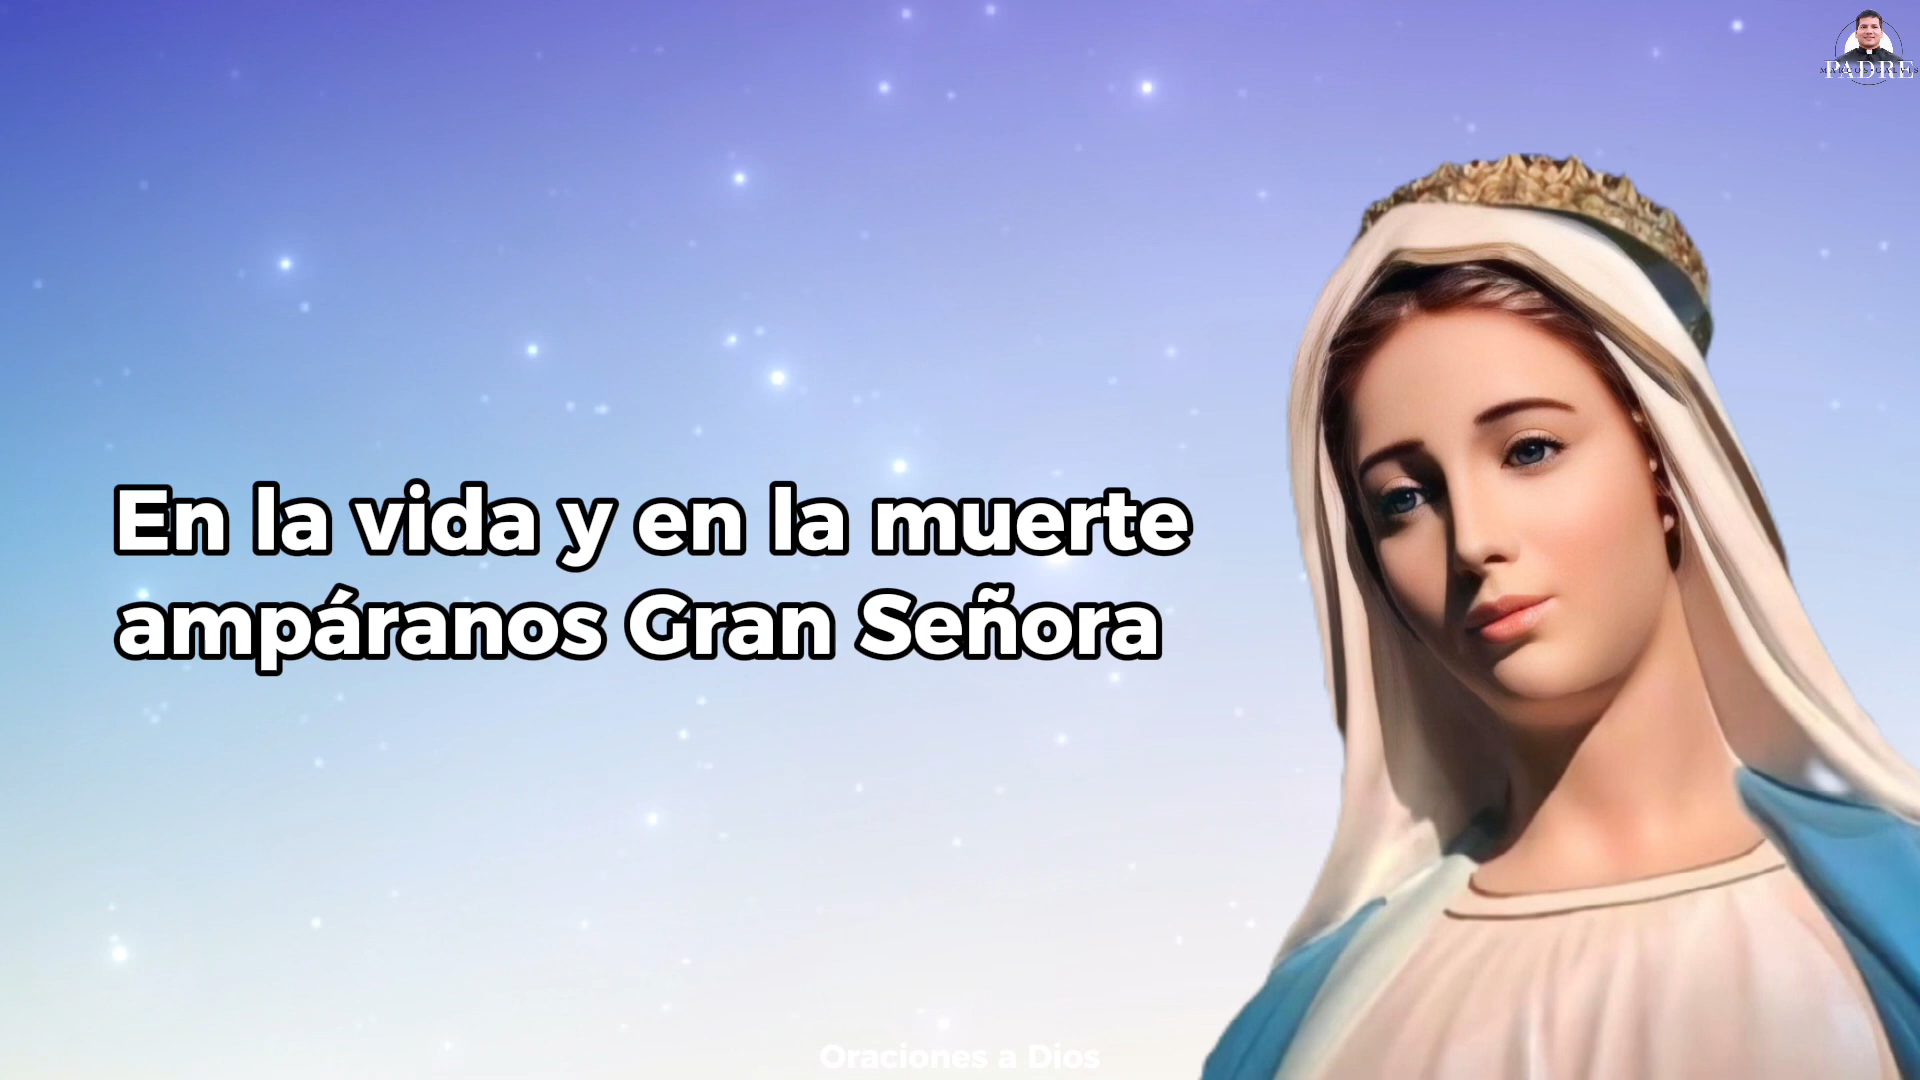 PADRE
En la vida y en la muerte
ampáranos Gran Señora
Oraciones a Dios